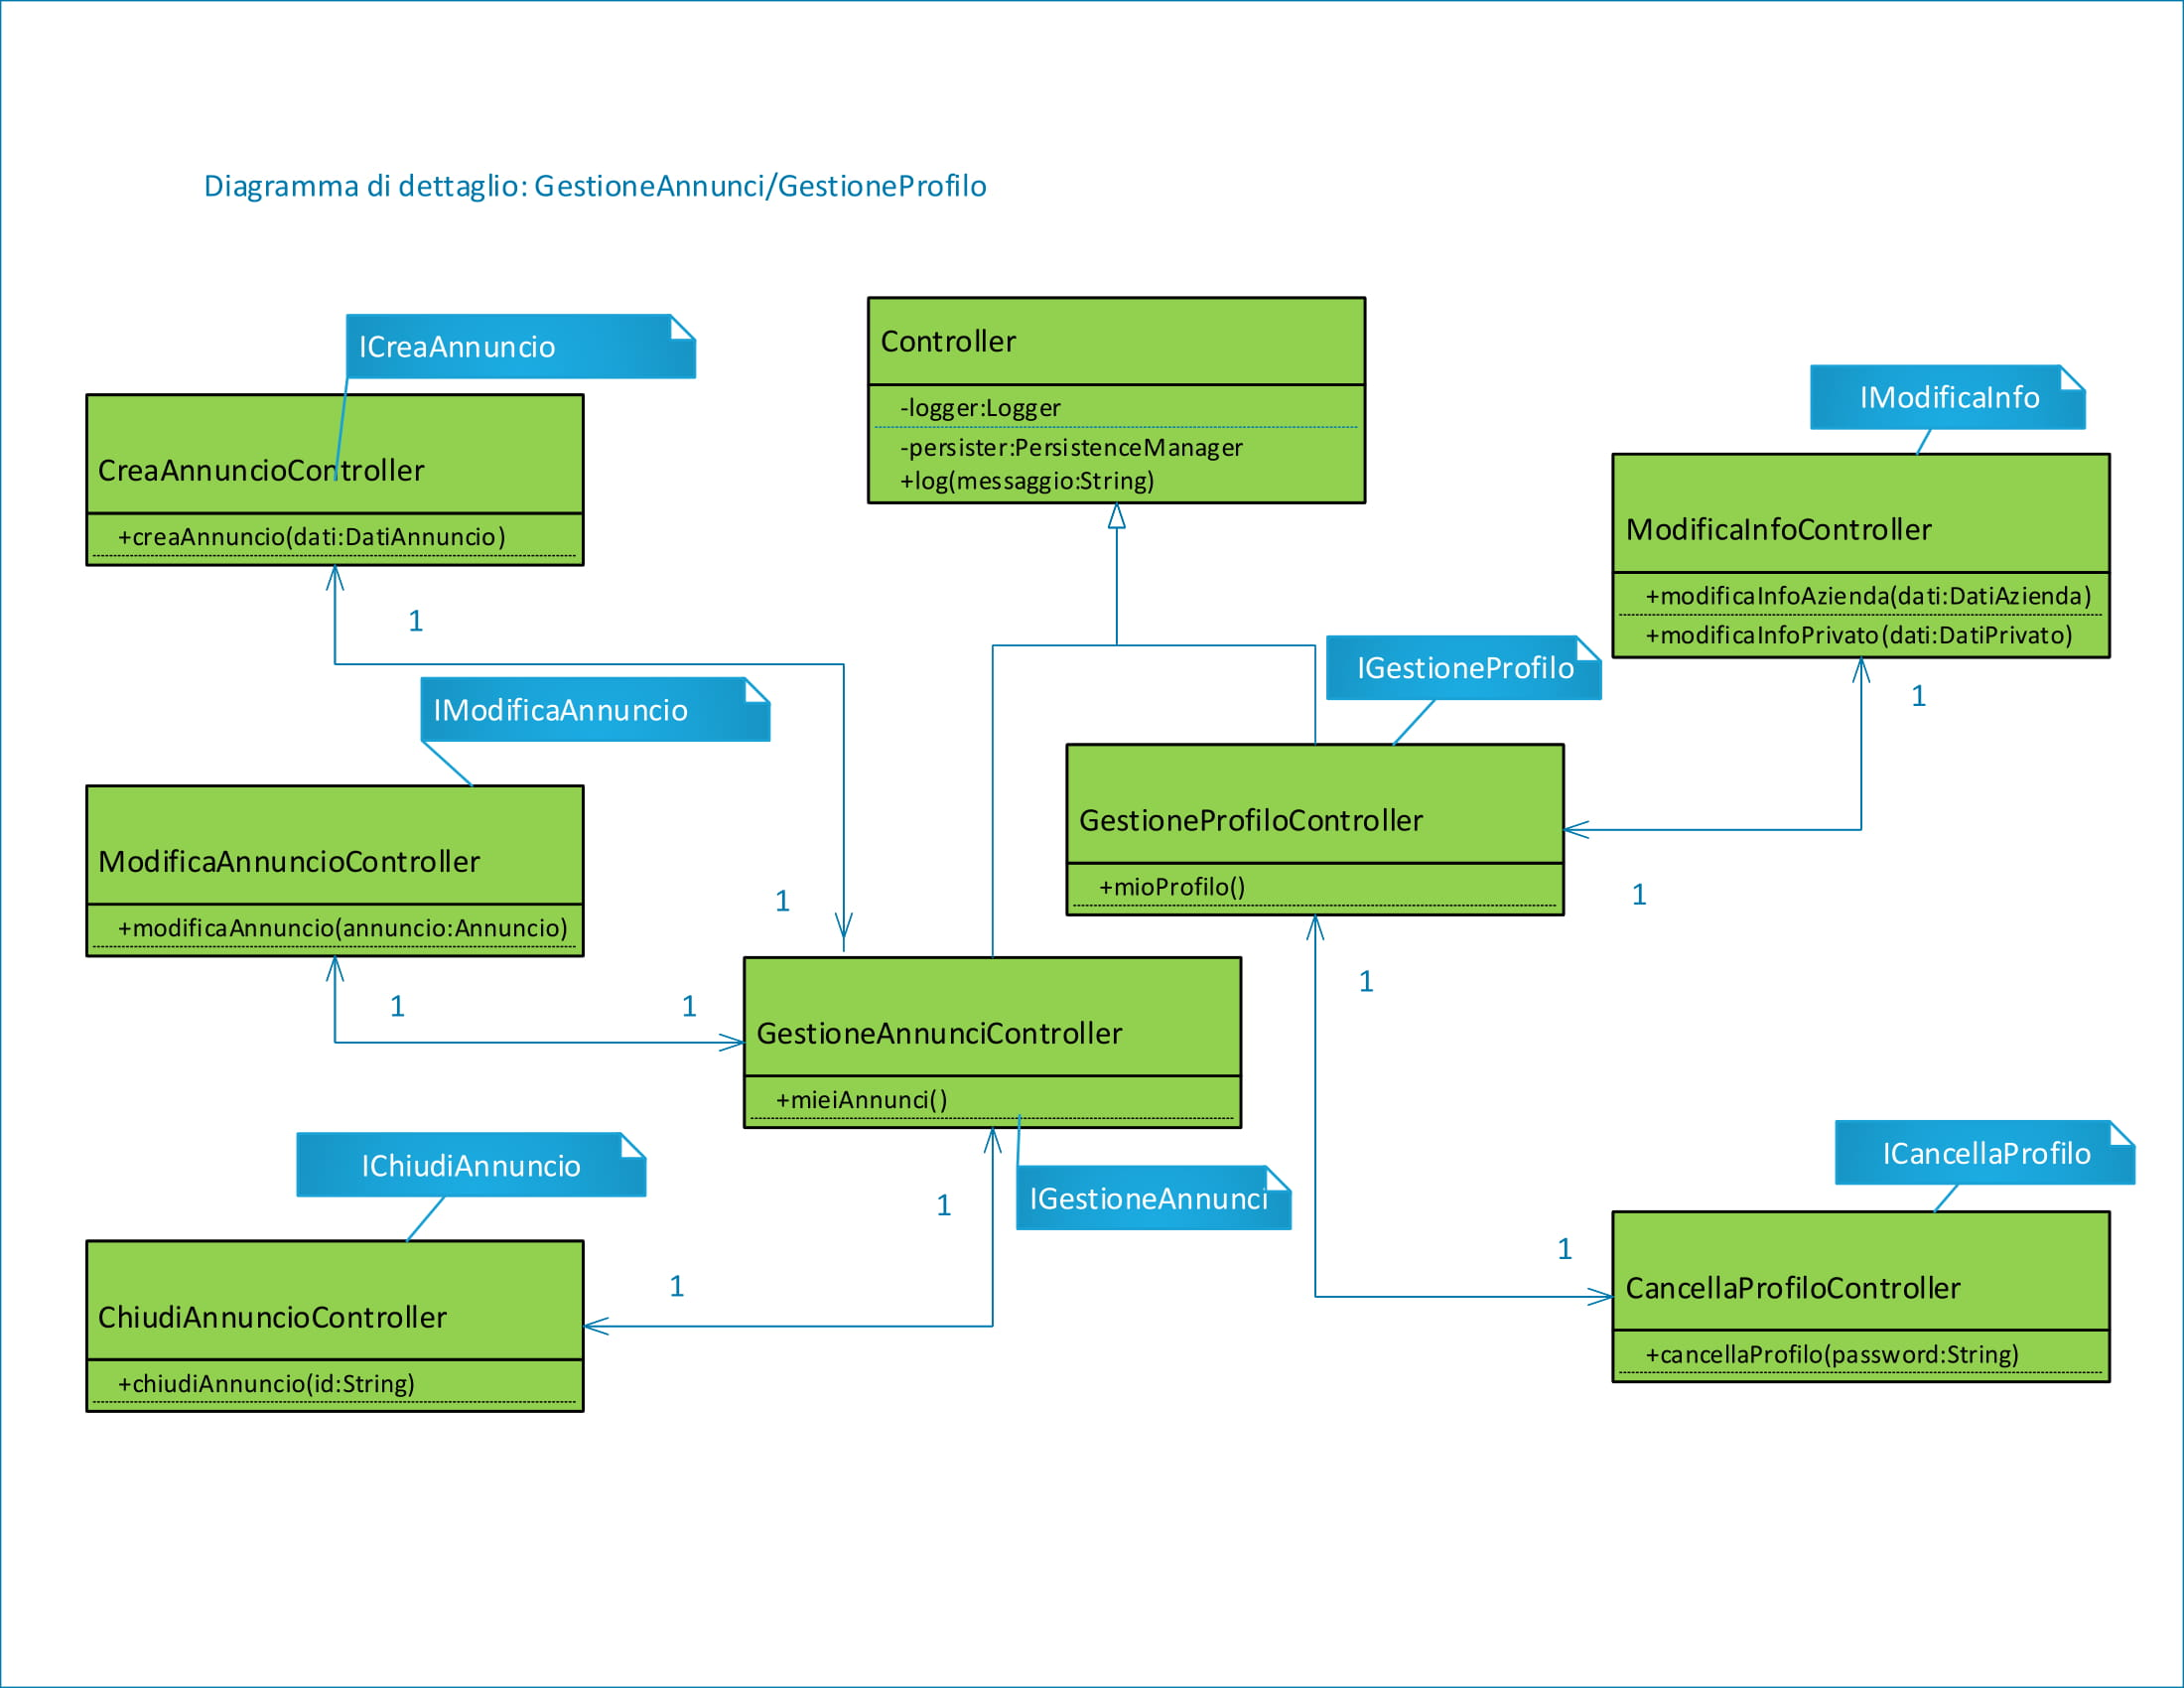 Diagramma di dettaglio: GestioneAnnunci/GestioneProfilo
ICreaAnnuncio
CreaAnnuncioController
+creaAnnuncio(dati:DatiAnnuncio)
1
1
Controller
-logger:Logger
-persister:PersistenceManager
+log(messaggio:String)
IModificaInfo
ModificaInfoController
+modificaInfoAzienda(dati:DatiAzienda)
+modificaInfoPrivato(dati:DatiPrivato)
1
1
IGestioneProfilo
GestioneProfiloController
+mioProfilo()
1
1
IModificaAnnuncio
ModificaAnnuncioController
+modificaAnnuncio(annuncio:Annuncio)
1
1
GestioneAnnunciController
+mieiAnnunci()
IGestioneAnnunci
1
1
IChiudiAnnuncio
ChiudiAnnuncioController
+chiudiAnnuncio(id:String)
ICancellaProfilo
CancellaProfiloController
+cancellaProfilo(password:String)